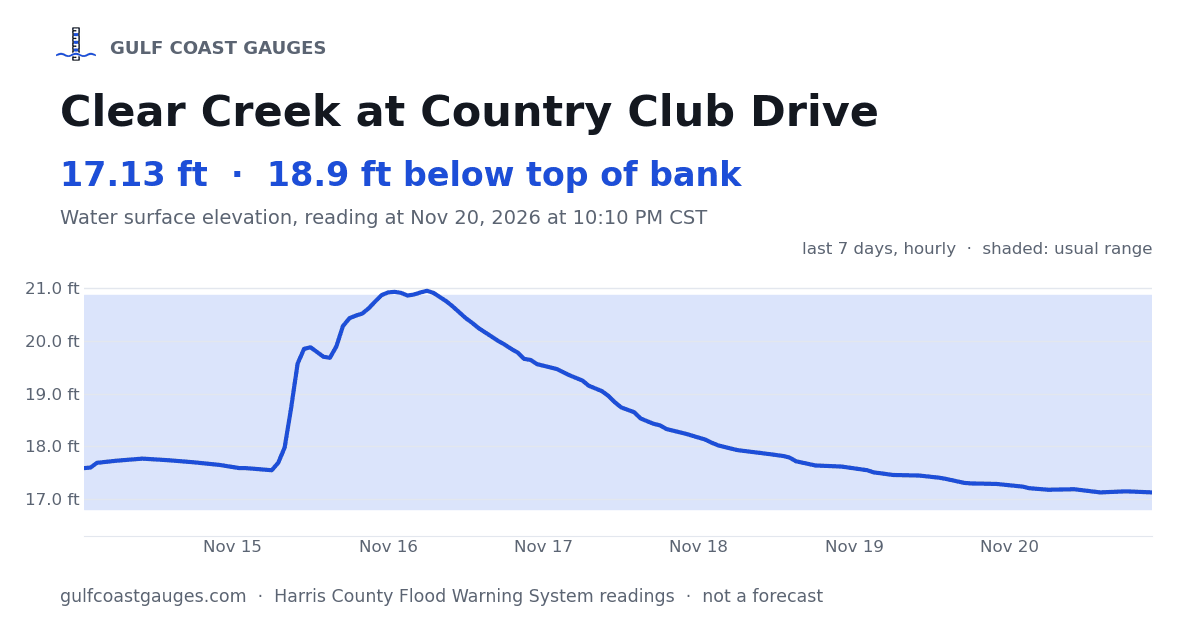 GULF COAST GAUGES
Clear Creek at Country Club Drive
17.13 ft · 18.9 ft below top of bank
Water surface elevation, reading at Nov 20, 2026 at 10:10 PM CST
last 7 days, hourly · shaded: usual range
21.0 ft
20.0 ft
19.0 ft
18.0 ft
17.0 ft
Nov 15 Nov 16 Nov 17 Nov 18 Nov 19 Nov 20
gulfcoastgauges.com · Harris County Flood Warning System readings · not a forecast